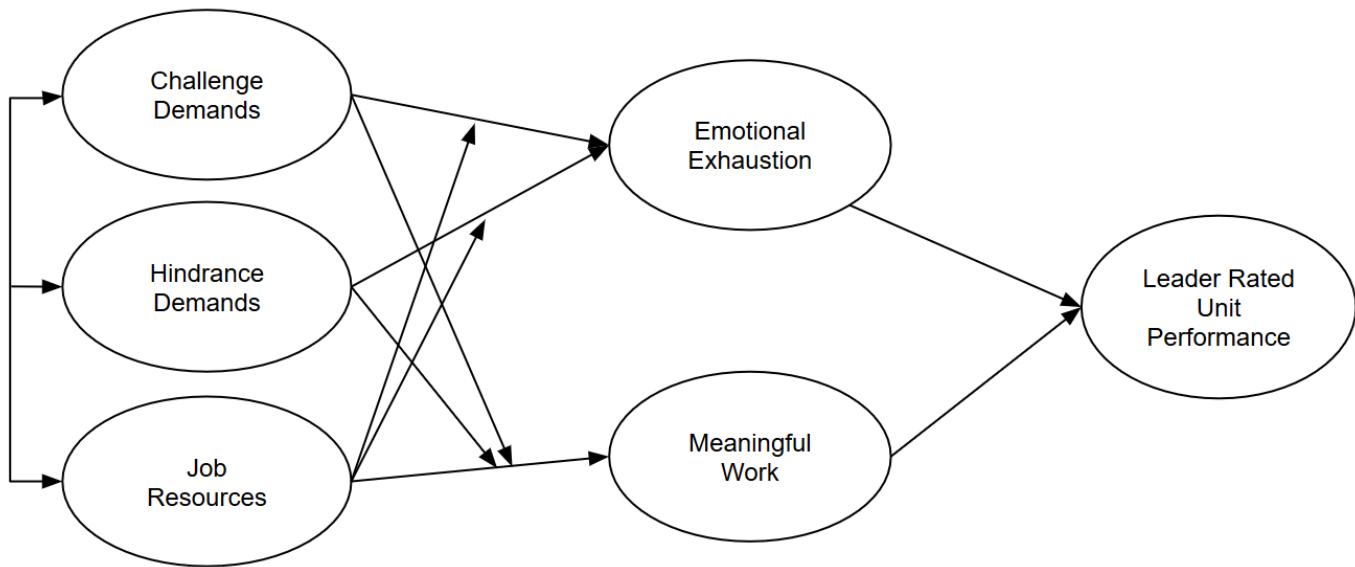 Challenge
Demands
Hindrance
Demands
Job
Resources
Emotional
Exhaustion
Meaningful
Work
Leader Rated
Unit
Performance